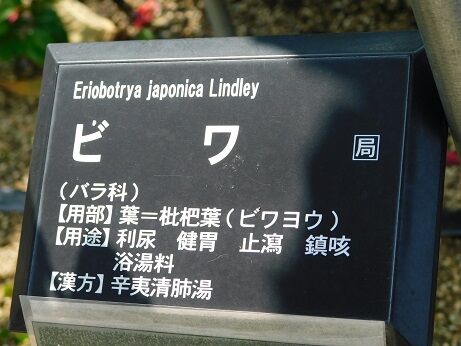 Eriobotrya japonica Lindley
ビワ 局
（バラ科）
【用部】葉＝枇杷葉（ビワヨウ）
【用途】利尿 健胃 止瀉 鎮咳
浴湯料
【漢方】辛夷清肺湯